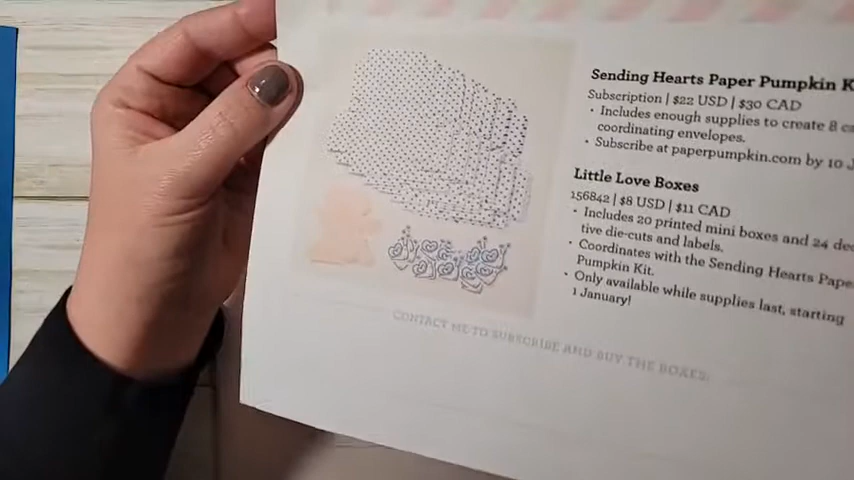 Sending Hearts Paper Pumpkin K
Subscription | $22 USD | $30 CAD
• Includes enough supplies to create 8 ca
coordinating envelopes.
• Subscribe at paperpumpkin.com by 10 J
Little Love Boxes
156842 | $8 USD | $11 CAD
• Includes 20 printed mini boxes and 24 deco
tive die-cuts and labels.
• Coordinates with the Sending Hearts Paper
Pumpkin Kit.
• Only available while supplies last, starting
1 January!
CONTACT ME TO SUBSCRIBE AND BUY THE BOXES: